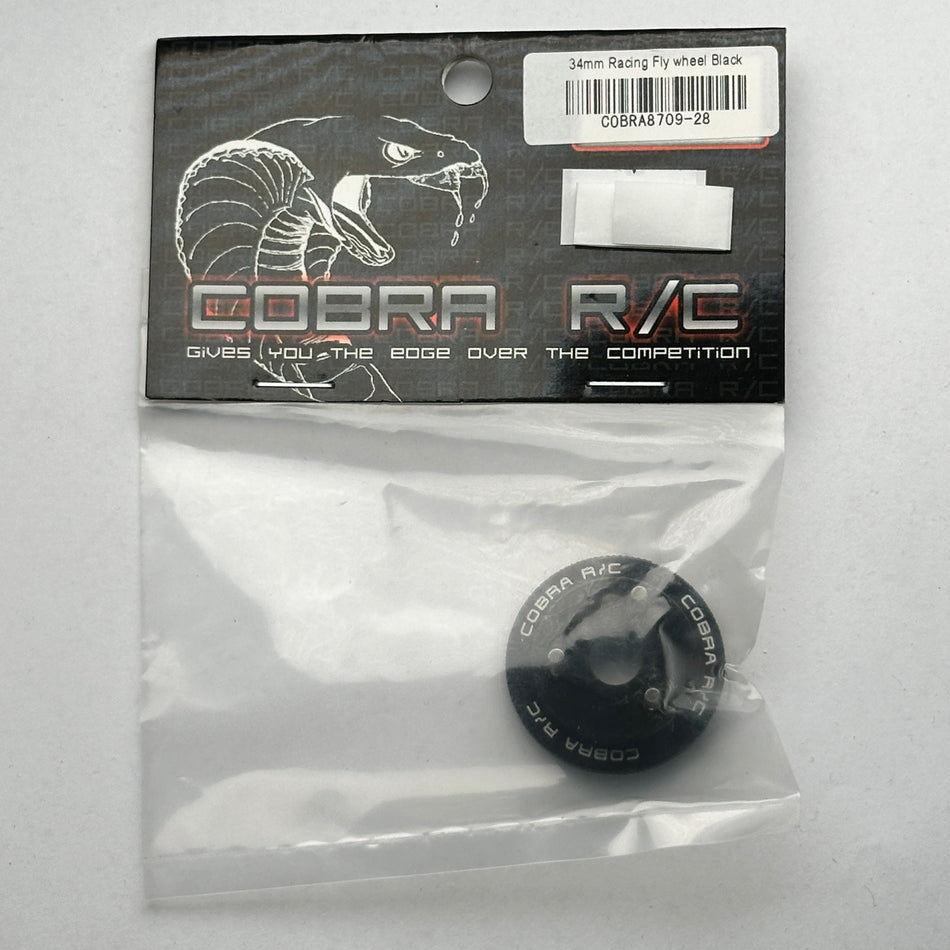 34mm Racing Fly wheel Black
COBRA8709-28
COBRA R/C
GIVES YOU THE EDGE OVER THE COMPETITION
COBRA R/C
COBRA R/C
COBRA R/C